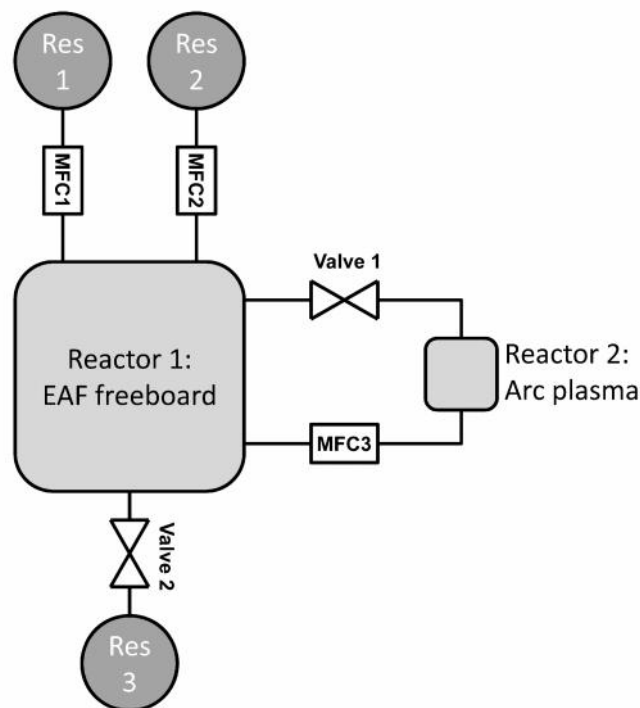 Res
1
Res
2
MFC1
MFC2
Valve 1
Reactor 1:
EAF freeboard
Reactor 2:
Arc plasma
MFC3
Valve 2
Res
3